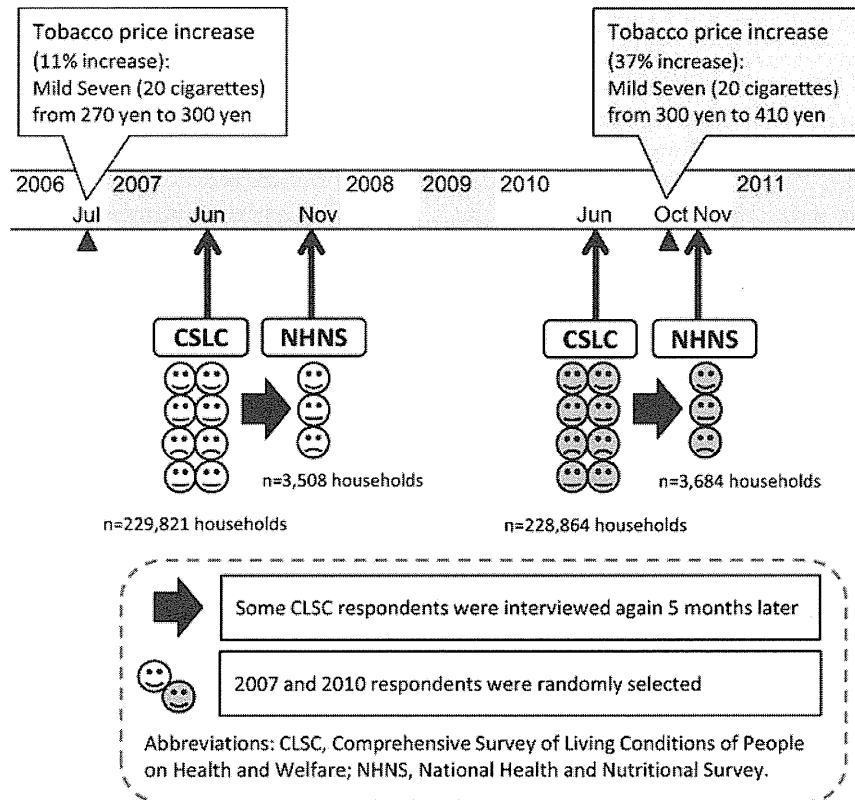 Tobacco price increase
(11% increase):
Mild Seven (20 cigarettes)
from 270 yen to 300 yen
Tobacco price increase
(37% increase):
Mild Seven (20 cigarettes)
from 300 yen to 410 yen
2006 2007 2008 2009 2010 2011
Jul Jun Nov Jun Oct Nov
CSLC NHNS CSLC NHNS
n=3,508 households n=3,684 households
n=229,821 households n=228,864 households
Some CLSC respondents were interviewed again 5 months later
2007 and 2010 respondents were randomly selected
Abbreviations: CLSC, Comprehensive Survey of Living Conditions of People
on Health and Welfare; NHNS, National Health and Nutritional Survey.